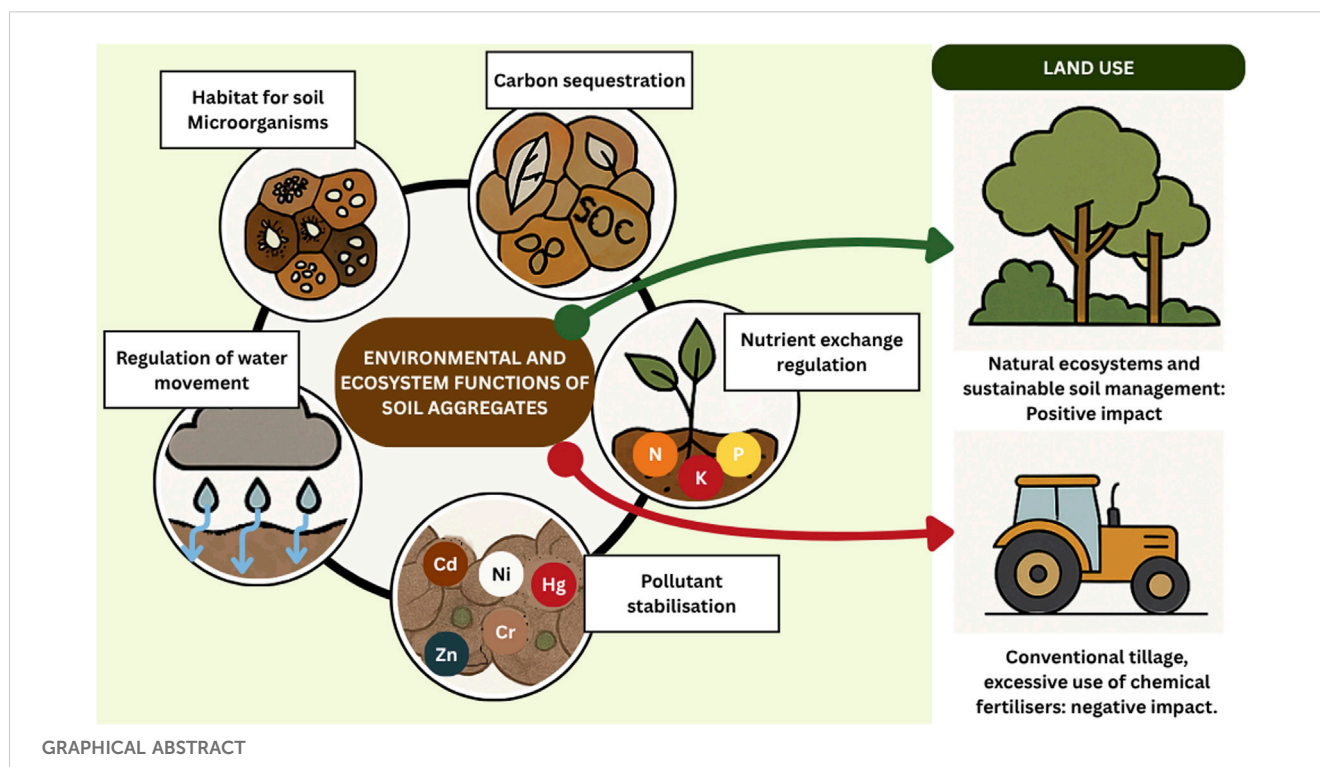 Habitat for soil
Microorganisms
Carbon sequestration
SOC
LAND USE
Regulation of water
movement
ENVIRONMENTAL AND
ECOSYSTEM FUNCTIONS OF
SOIL AGGREGATES
Nutrient exchange
regulation
N
K
P
Natural ecosystems and
sustainable soil management:
Positive impact
Cd
Ni
Hg
Cr
Zn
Pollutant
stabilisation
Conventional tillage,
excessive use of chemical
fertilisers: negative impact.
GRAPHICAL ABSTRACT